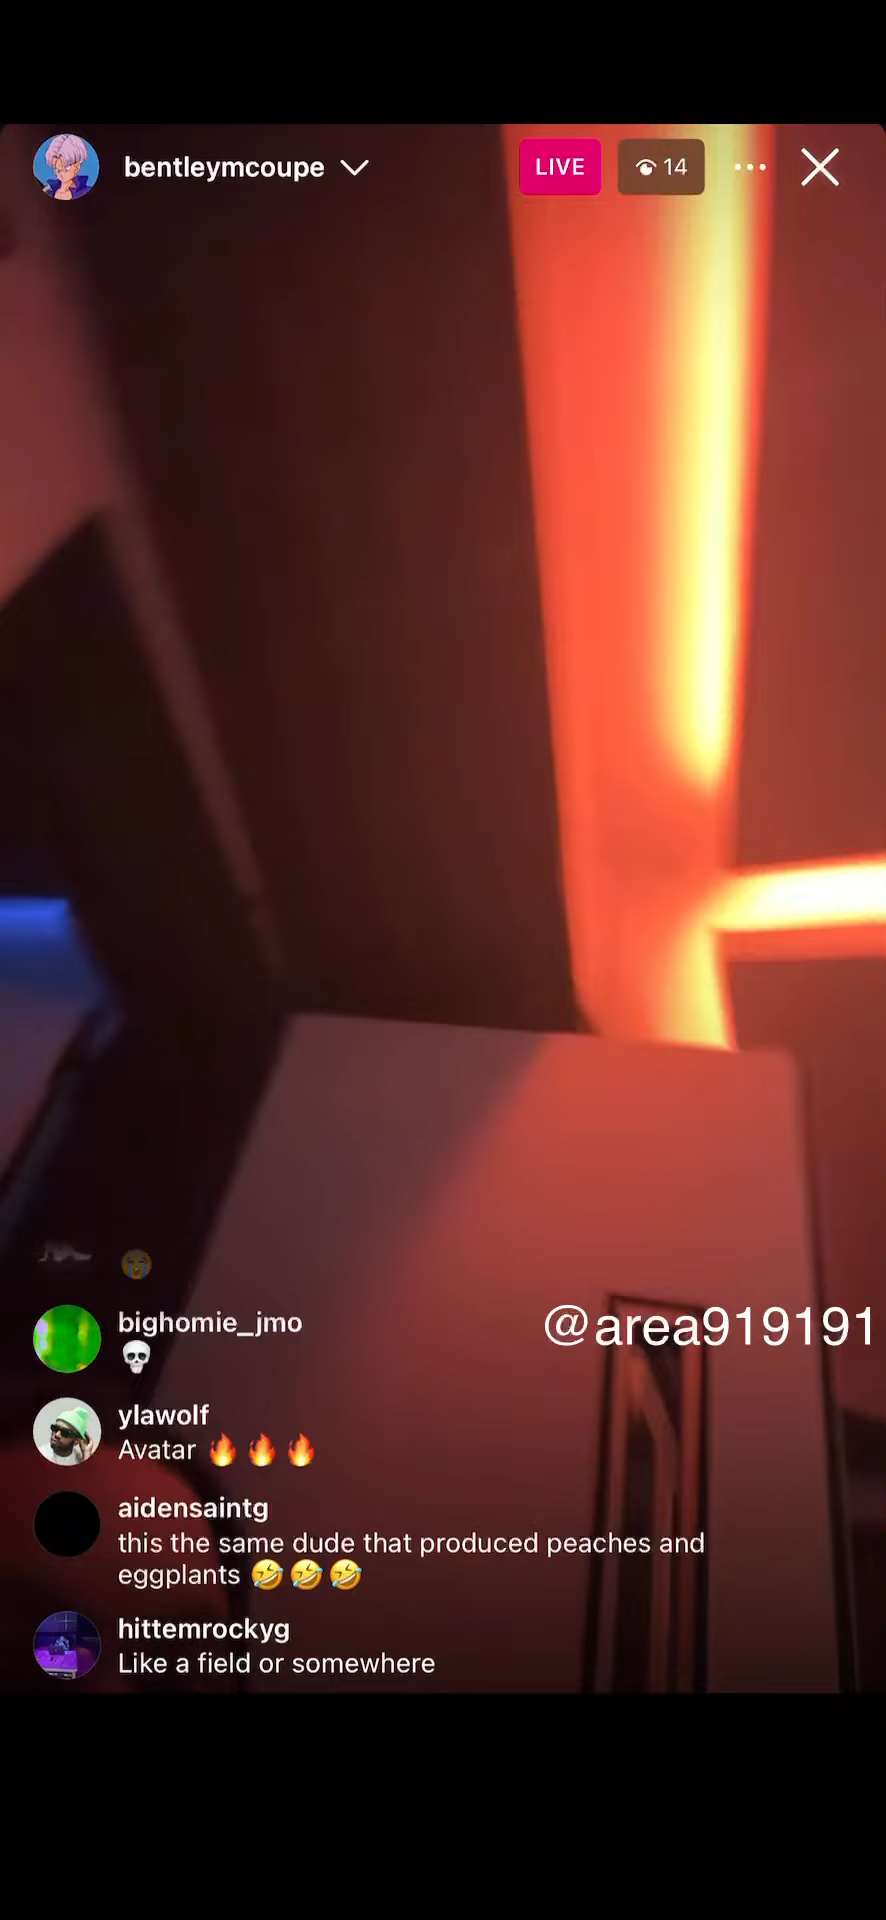 bentleymcoupe
LIVE
14
😭
bighomie_jmo
💀
@area919191
ylawolf
Avatar 🔥🔥🔥
aidensaintg
this the same dude that produced peaches and
eggplants 🤣🤣🤣
hittemrockyg
Like a field or somewhere